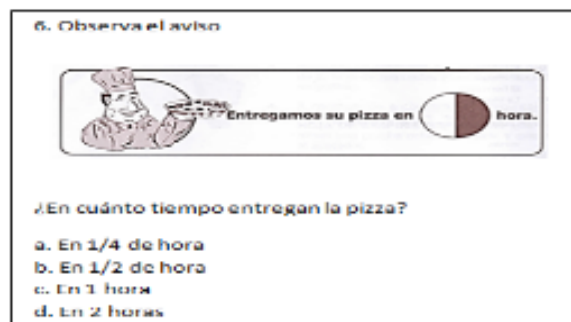 6. Observa el aviso
Entregamos su pizza en hora.
¿En cuánto tiempo entregan la pizza?
a. En 1/4 de hora
b. En 1/2 de hora
c. En 1 hora
d. En 2 horas